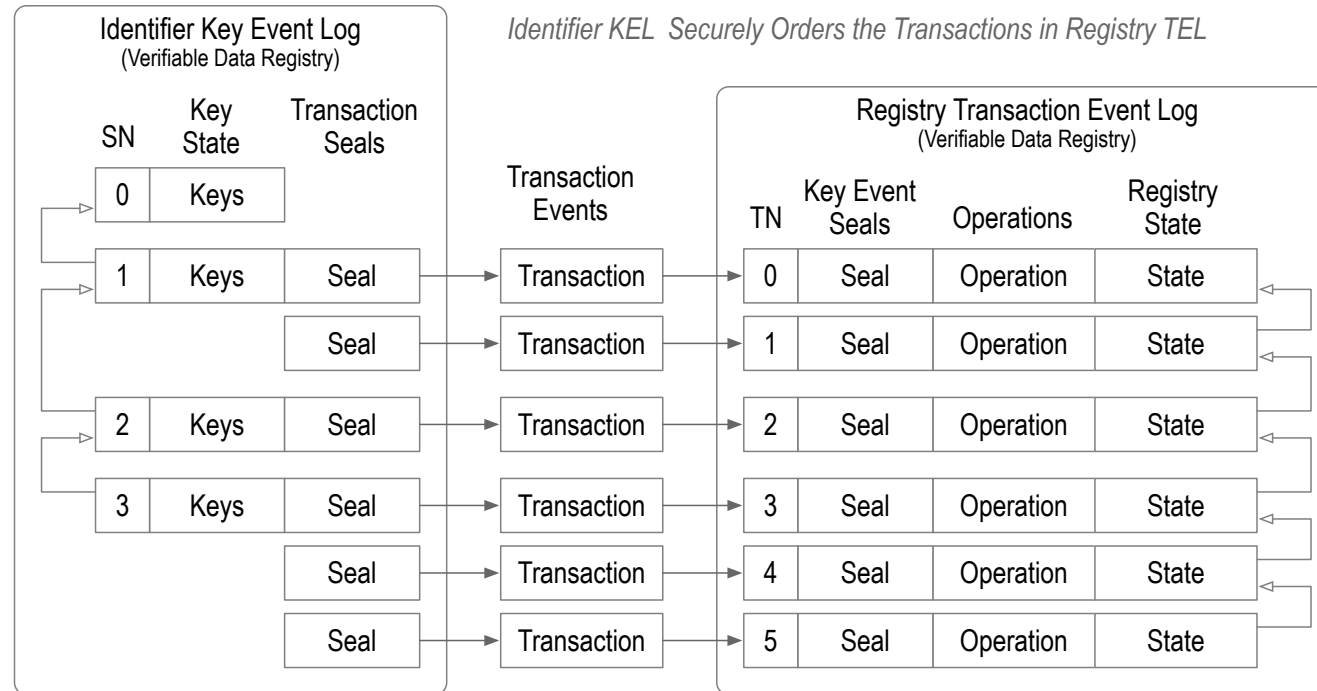 Identifier Key Event Log
(Verifiable Data Registry)
Identifier KEL Securely Orders the Transactions in Registry TEL
SN
Key
State
Transaction
Seals
0 Keys
1 Keys Seal
Seal
2 Keys Seal
3 Keys Seal
Seal
Seal
Transaction
Events
Transaction
Transaction
Transaction
Transaction
Transaction
Transaction
Registry Transaction Event Log
(Verifiable Data Registry)
TN
Key Event
Seals
Operations
Registry
State
0 Seal Operation State
1 Seal Operation State
2 Seal Operation State
3 Seal Operation State
4 Seal Operation State
5 Seal Operation State